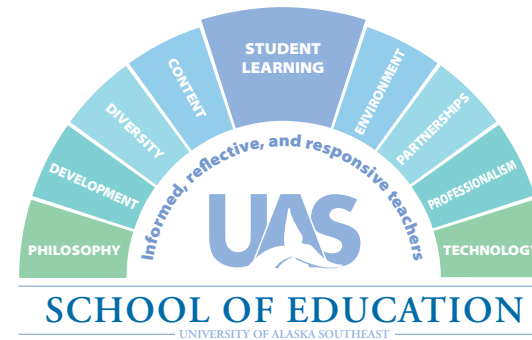 PHILOSOPHY
DEVELOPMENT
DIVERSITY
CONTENT
STUDENT
LEARNING
ENVIRONMENT
PARTNERSHIPS
PROFESSIONALISM
TECHNOLOGY
Informed, reflective, and responsive teachers
UAS
SCHOOL OF EDUCATION
UNIVERSITY OF ALASKA SOUTHEAST